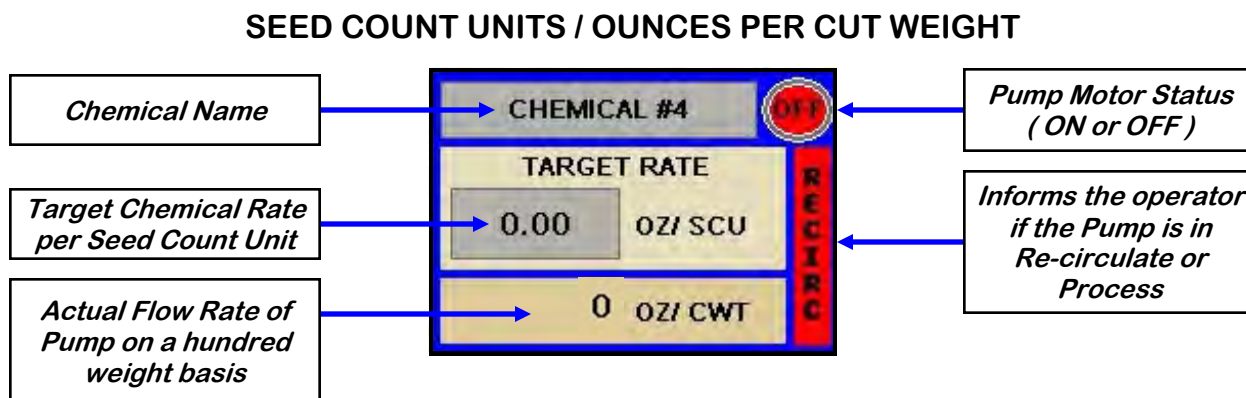 SEED COUNT UNITS / OUNCES PER CUT WEIGHT
Chemical Name
Target Chemical Rate
per Seed Count Unit
Actual Flow Rate of
Pump on a hundred
weight basis
CHEMICAL #4
OFF
TARGET RATE
0.00 OZ/ SCU
0 OZ/ CWT
RECIRC
Pump Motor Status
( ON or OFF )
Informs the operator
if the Pump is in
Re-circulate or
Process